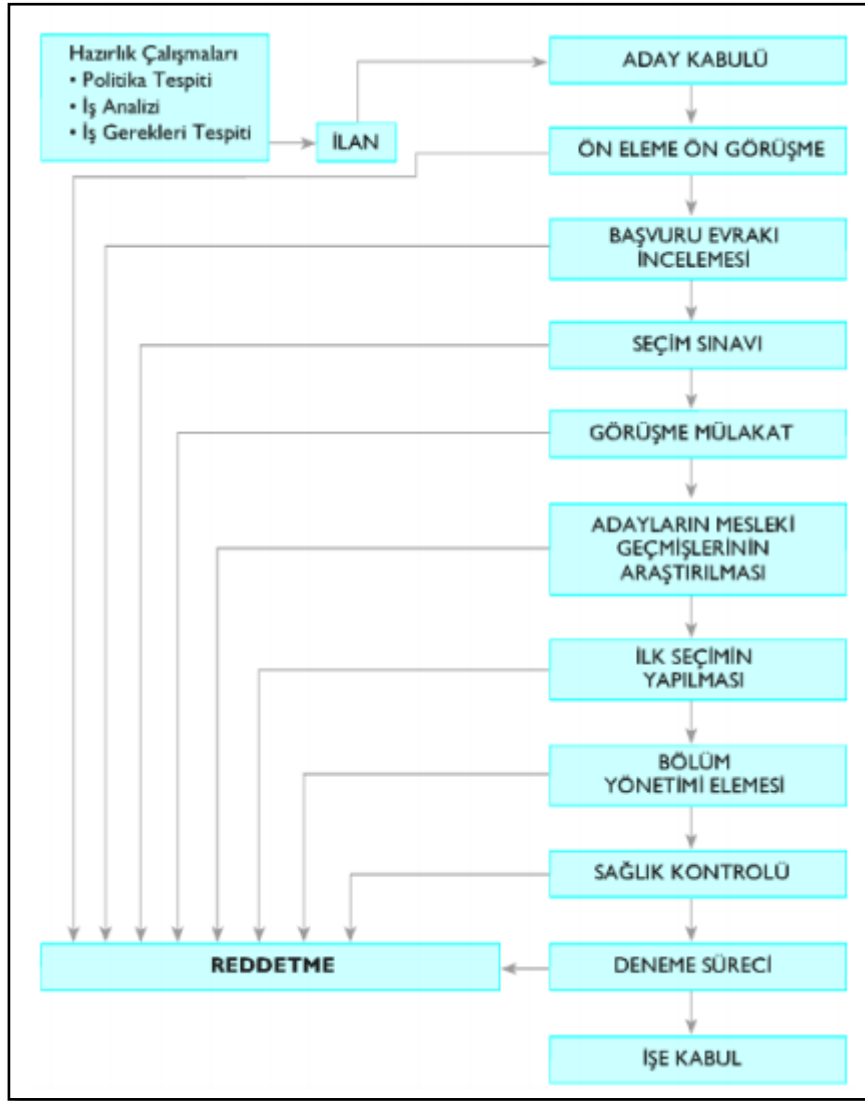 Hazırlık Çalışmaları
• Politika Tespiti
• İş Analizi
• İş Gerekleri Tespiti
İLAN
ADAY KABULÜ
ÖN ELEME ÖN GÖRÜŞME
BAŞVURU EVRAKI
İNCELEMESİ
SEÇİM SINAVI
GÖRÜŞME MÜLAKAT
ADAYLARIN MESLEKİ
GEÇMİŞLERİNİN
ARAŞTIRILMASI
İLK SEÇİMİN
YAPILMASI
BÖLÜM
YÖNETİMİ ELEMESİ
SAĞLIK KONTROLÜ
REDDETME
DENEME SÜRECİ
İŞE KABUL